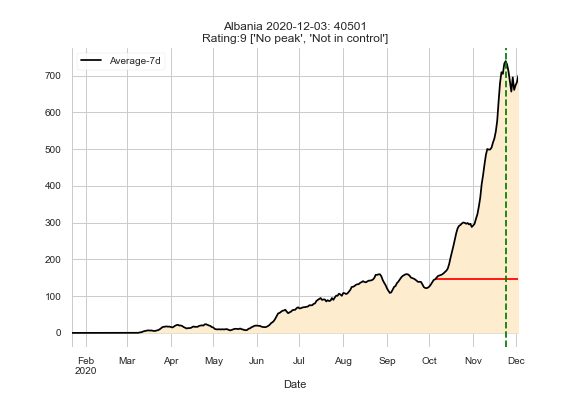 Albania 2020-12-03: 40501
Rating:9 ['No peak', 'Not in control']
Average-7d
700
600
500
400
300
200
100
0
Feb Mar Apr May Jun Jul Aug Sep Oct Nov Dec
2020
Date